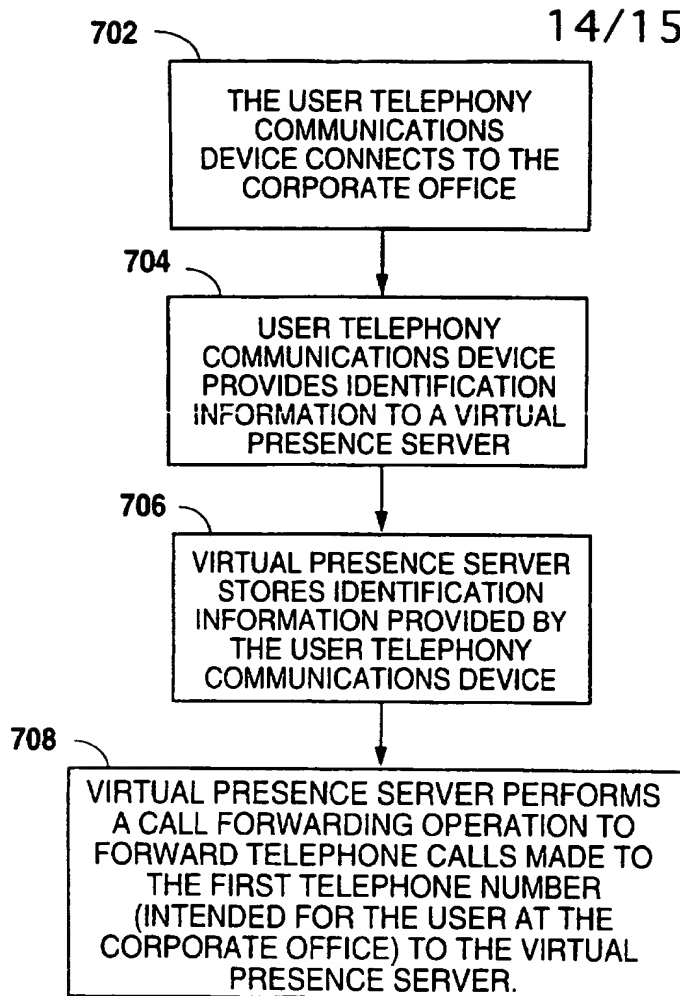 14/15
702
THE USER TELEPHONY
COMMUNICATIONS
DEVICE CONNECTS TO THE
CORPORATE OFFICE
704
USER TELEPHONY
COMMUNICATIONS DEVICE
PROVIDES IDENTIFICATION
INFORMATION TO A VIRTUAL
PRESENCE SERVER
706
VIRTUAL PRESENCE SERVER
STORES IDENTIFICATION
INFORMATION PROVIDED BY
THE USER TELEPHONY
COMMUNICATIONS DEVICE
708
VIRTUAL PRESENCE SERVER PERFORMS
A CALL FORWARDING OPERATION TO
FORWARD TELEPHONE CALLS MADE TO
THE FIRST TELEPHONE NUMBER
(INTENDED FOR THE USER AT THE
CORPORATE OFFICE) TO THE VIRTUAL
PRESENCE SERVER.